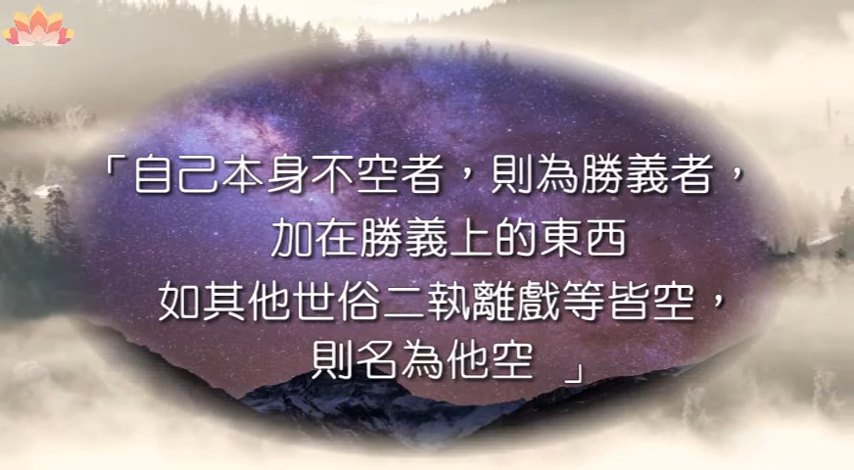 「自己本身不空者，則為勝義者，
加在勝義上的東西
如其他世俗二執離戲等皆空，
則名為他空 」